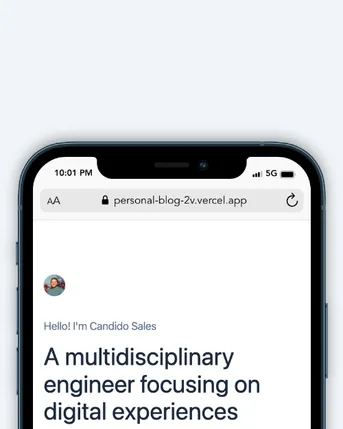 10:01 PM 5G
AA personal-blog-2v.vercel.app
Hello! I'm Candido Sales
A multidisciplinary
engineer focusing on
digital experiences